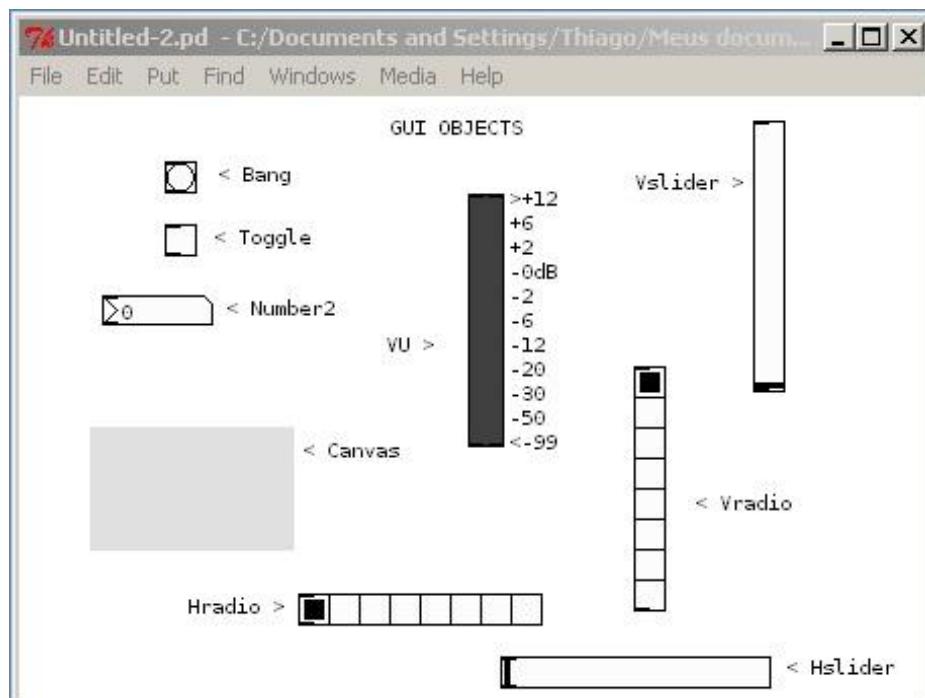 Untitled-2.pd - C:/Documents and Settings/Thiago/Meus docum...
File Edit Put Find Windows Media Help
GUI OBJECTS
< Bang
Vslider >
< Toggle
0
< Number2
VU >
>+12
+6
+2
-0dB
-2
-6
-12
-20
-30
-50
<-99
< Canvas
< Vradio
Hradio >
< Hslider